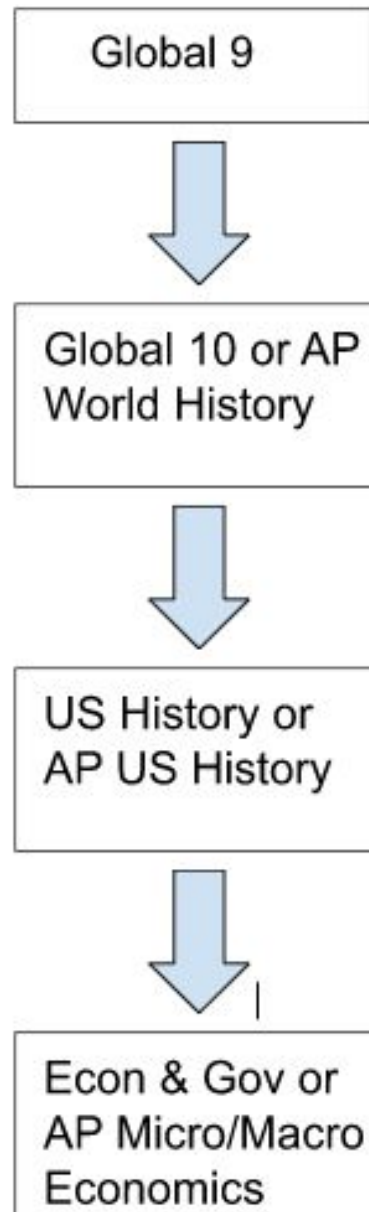 Global 9
Global 10 or AP
World History
US History or
AP US History
Econ & Gov or
AP Micro/Macro
Economics